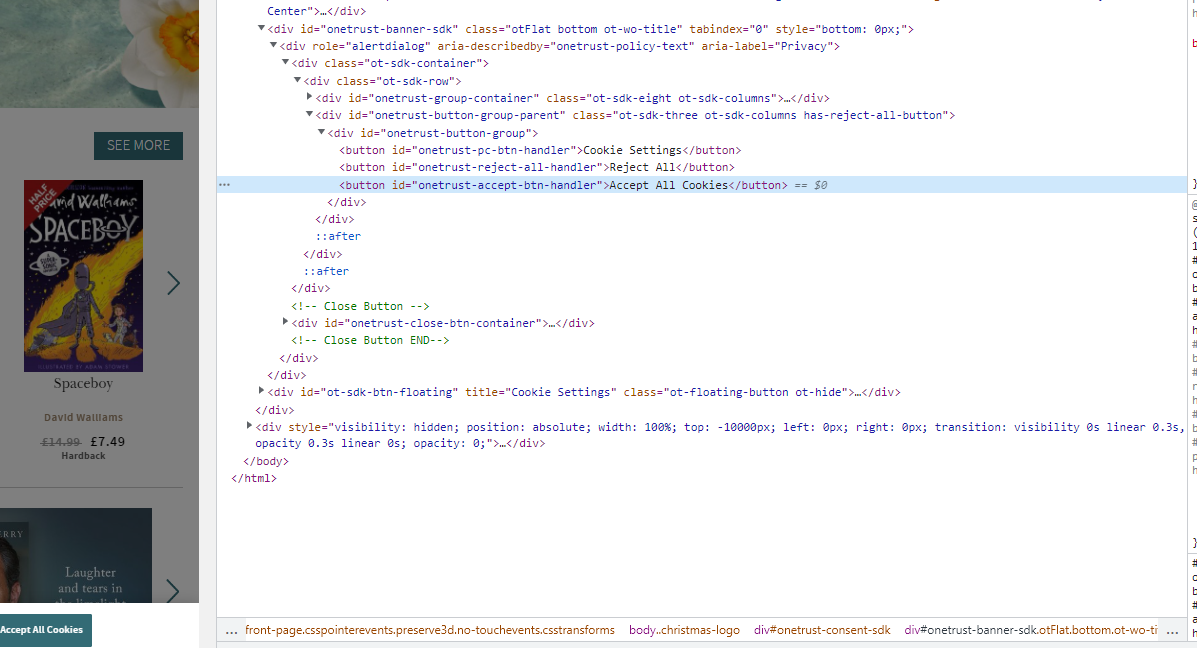 SEE MORE
HALF
PRICE
David Walliams
SPACEBOY
ILLUSTRATED BY ADAM STOWER
Spaceboy
David Walliams
£14.99 £7.49
Hardback
ERRY
Laughter
and tears in
the limelight
Accept All Cookies
Center">…</div>
<div id="onetrust-banner-sdk" class="otFlat bottom ot-wo-title" tabindex="0" style="bottom: 0px;">
<div role="alertdialog" aria-describedby="onetrust-policy-text" aria-label="Privacy">
<div class="ot-sdk-container">
<div class="ot-sdk-row">
<div id="onetrust-group-container" class="ot-sdk-eight ot-sdk-columns">…</div>
<div id="onetrust-button-group-parent" class="ot-sdk-three ot-sdk-columns has-reject-all-button">
<div id="onetrust-button-group">
<button id="onetrust-pc-btn-handler">Cookie Settings</button>
<button id="onetrust-reject-all-handler">Reject All</button>
… <button id="onetrust-accept-btn-handler">Accept All Cookies</button> == $0
</div>
</div>
::after
</div>
::after
</div>
<!-- Close Button -->
<div id="onetrust-close-btn-container">…</div>
<!-- Close Button END-->
</div>
</div>
<div id="ot-sdk-btn-floating" title="Cookie Settings" class="ot-floating-button ot-hide">…</div>
</div>
<div style="visibility: hidden; position: absolute; width: 100%; top: -10000px; left: 0px; right: 0px; transition: visibility 0s linear 0.3s,
opacity 0.3s linear 0s; opacity: 0;">…</div>
</body>
</html>
… front-page.csspointerevents.preserve3d.no-touchevents.csstransforms body..christmas-logo div#onetrust-consent-sdk div#onetrust-banner-sdk.otFlat.bottom.ot-wo-ti …